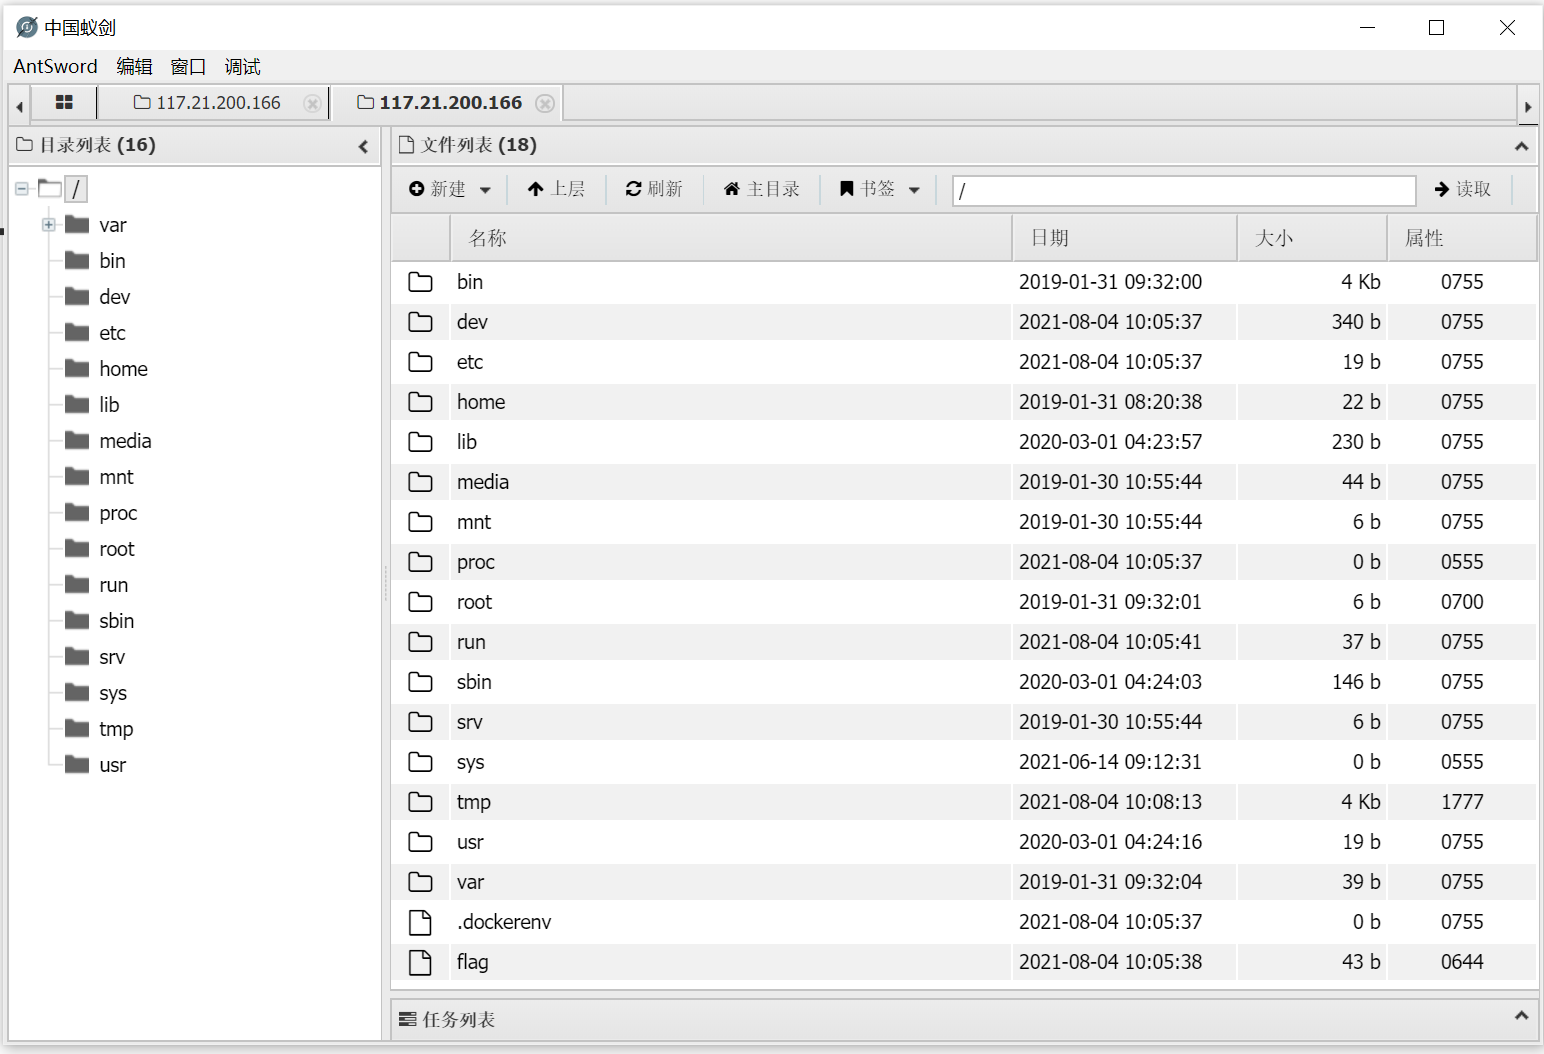 中国蚁剑
AntSword 编辑 窗口 调试
117.21.200.166 117.21.200.166
目录列表 (16)
/
var
bin
dev
etc
home
lib
media
mnt
proc
root
run
sbin
srv
sys
tmp
usr
文件列表 (18)
新建 上层 刷新 主目录 书签 / 读取
名称 日期 大小 属性
bin 2019-01-31 09:32:00 4 Kb 0755
dev 2021-08-04 10:05:37 340 b 0755
etc 2021-08-04 10:05:37 19 b 0755
home 2019-01-31 08:20:38 22 b 0755
lib 2020-03-01 04:23:57 230 b 0755
media 2019-01-30 10:55:44 44 b 0755
mnt 2019-01-30 10:55:44 6 b 0755
proc 2021-08-04 10:05:37 0 b 0555
root 2019-01-31 09:32:01 6 b 0700
run 2021-08-04 10:05:41 37 b 0755
sbin 2020-03-01 04:24:03 146 b 0755
srv 2019-01-30 10:55:44 6 b 0755
sys 2021-06-14 09:12:31 0 b 0555
tmp 2021-08-04 10:08:13 4 Kb 1777
usr 2020-03-01 04:24:16 19 b 0755
var 2019-01-31 09:32:04 39 b 0755
.dockerenv 2021-08-04 10:05:37 0 b 0755
flag 2021-08-04 10:05:38 43 b 0644
任务列表